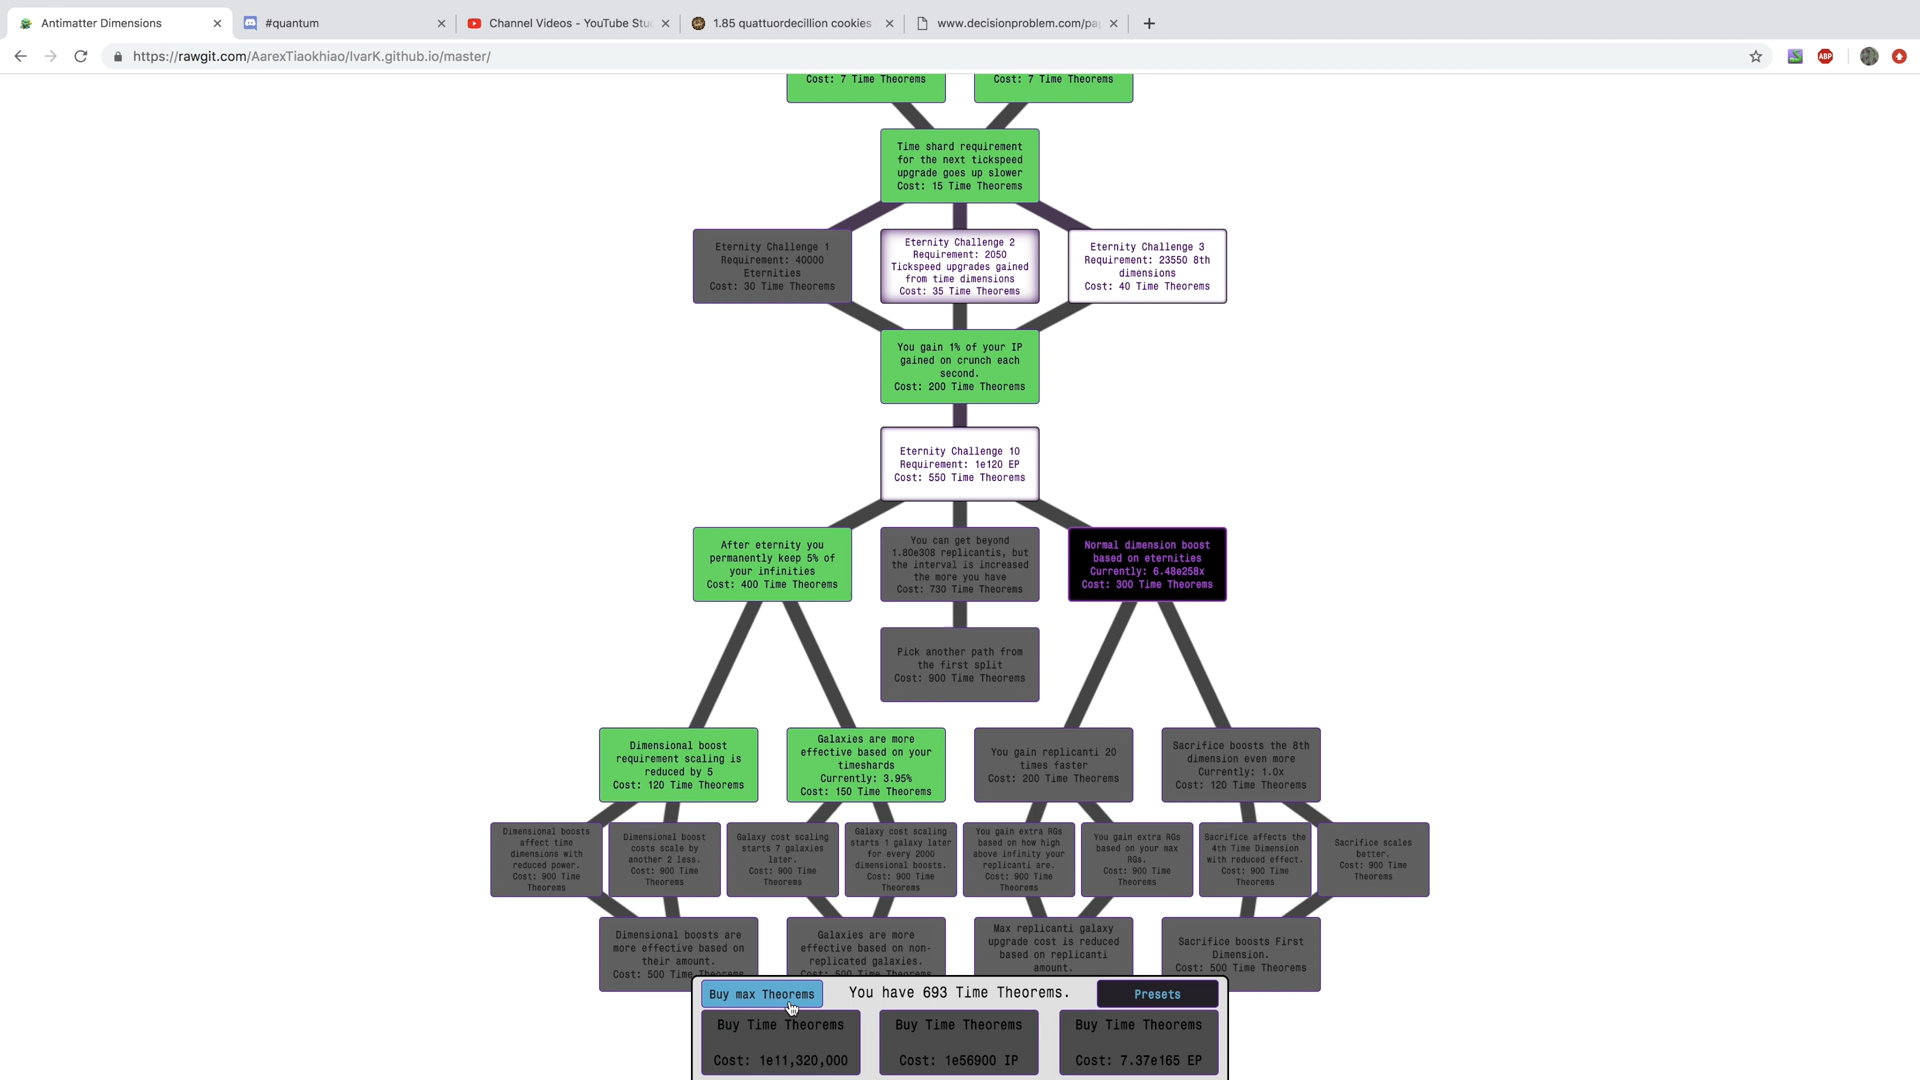 Antimatter Dimensions
#quantum
Channel Videos - YouTube Stu
1.85 quattuordecillion cookies
www.decisionproblem.com/pa
https://rawgit.com/AarexTiaokhiao/IvarK.github.io/master/
ABP
Cost: 7 Time Theorems
Cost: 7 Time Theorems
Time shard requirement
for the next tickspeed
upgrade goes up slower
Cost: 15 Time Theorems
Eternity Challenge 1
Requirement: 40000
Eternities
Cost: 30 Time Theorems
Eternity Challenge 2
Requirement: 2050
Tickspeed upgrades gained
from time dimensions
Cost: 35 Time Theorems
Eternity Challenge 3
Requirement: 23550 8th
dimensions
Cost: 40 Time Theorems
You gain 1% of your IP
gained on crunch each
second.
Cost: 200 Time Theorems
Eternity Challenge 10
Requirement: 1e120 EP
Cost: 550 Time Theorems
After eternity you
permanently keep 5% of
your infinities
Cost: 400 Time Theorems
You can get beyond
1.80e308 replicantis, but
the interval is increased
the more you have
Cost: 730 Time Theorems
Normal dimension boost
based on eternities
Currently: 6.48e258x
Cost: 300 Time Theorems
Pick another path from
the first split
Cost: 900 Time Theorems
Dimensional boost
requirement scaling is
reduced by 5
Cost: 120 Time Theorems
Galaxies are more
effective based on your
timeshards
Currently: 3.95%
Cost: 150 Time Theorems
You gain replicanti 20
times faster
Cost: 200 Time Theorems
Sacrifice boosts the 8th
dimension even more
Currently: 1.0x
Cost: 120 Time Theorems
Dimensional boosts
affect time
dimensions with
reduced power.
Cost: 900 Time
Theorems
Dimensional boost
costs scale by
another 2 less.
Cost: 900 Time
Theorems
Galaxy cost scaling
starts 7 galaxies
later.
Cost: 900 Time
Theorems
Galaxy cost scaling
starts 1 galaxy later
for every 2000
dimensional boosts.
Cost: 900 Time
Theorems
You gain extra RGs
based on how high
above infinity your
replicanti are.
Cost: 900 Time
Theorems
You gain extra RGs
based on your max
RGs.
Cost: 900 Time
Theorems
Sacrifice affects the
4th Time Dimension
with reduced effect.
Cost: 900 Time
Theorems
Sacrifice scales
better.
Cost: 900 Time
Theorems
Dimensional boosts are
more effective based on
their amount.
Cost: 500 Time Theorems
Galaxies are more
effective based on non-
replicated galaxies.
Cost: 500 Time Theorems
Max replicanti galaxy
upgrade cost is reduced
based on replicanti
amount.
Sacrifice boosts First
Dimension.
Cost: 500 Time Theorems
Buy max Theorems
You have 693 Time Theorems.
Presets
Buy Time Theorems
Cost: 1e11,320,000
Buy Time Theorems
Cost: 1e56900 IP
Buy Time Theorems
Cost: 7.37e165 EP